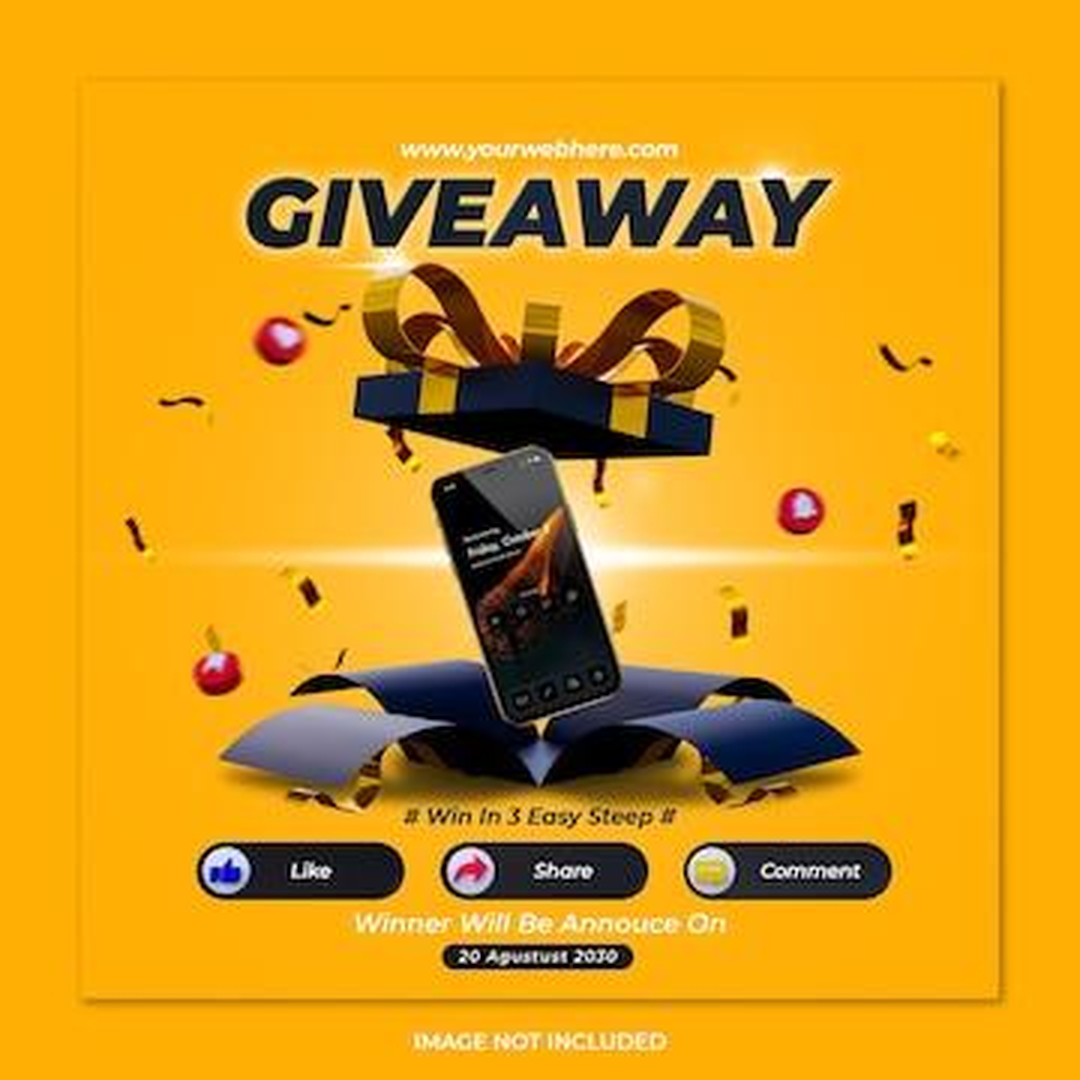 www.yourwebhere.com
GIVEAWAY
# Win In 3 Easy Steep #
Like
Share
Comment
Winner Will Be Annouce On
20 Agustust 2030
IMAGE NOT INCLUDED